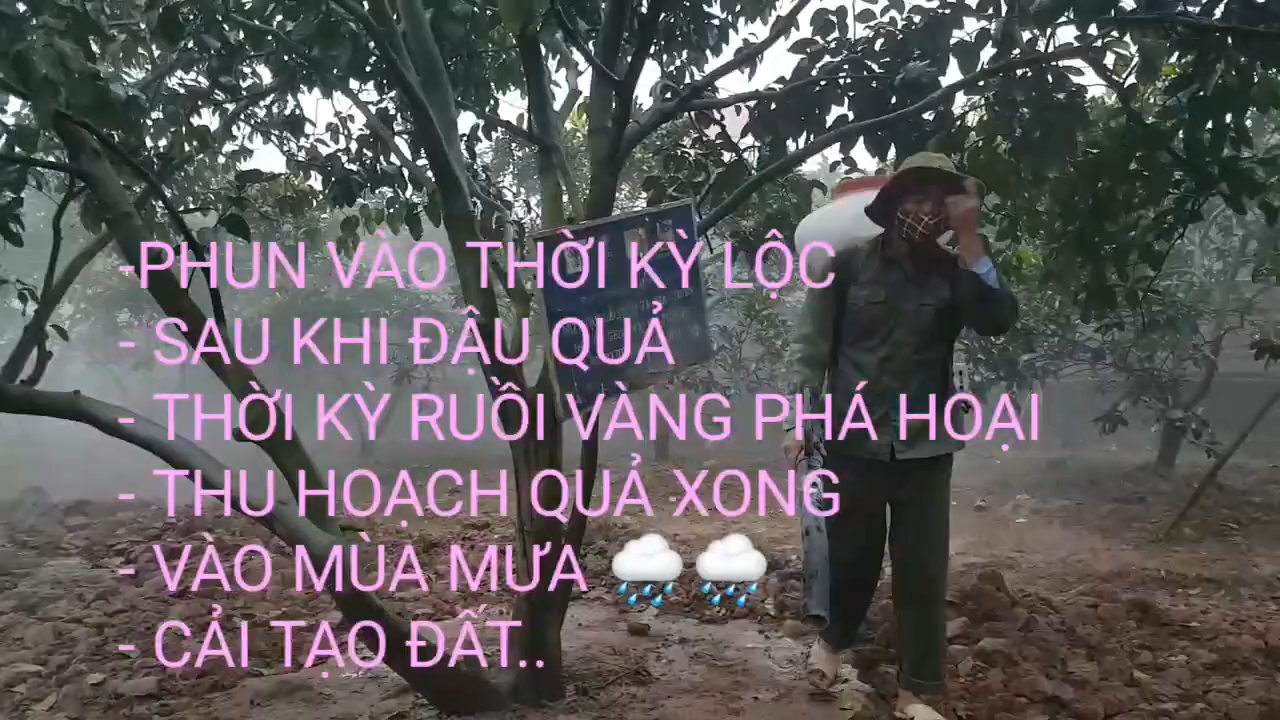 -PHUN VÀO THỜI KỲ LỘC
- SAU KHI ĐẬU QUẢ
- THỜI KỲ RUỒI VÀNG PHÁ HOẠI
- THU HOẠCH QUẢ XONG
- VÀO MÙA MƯA 🌧️🌧️
- CẢI TẠO ĐẤT..